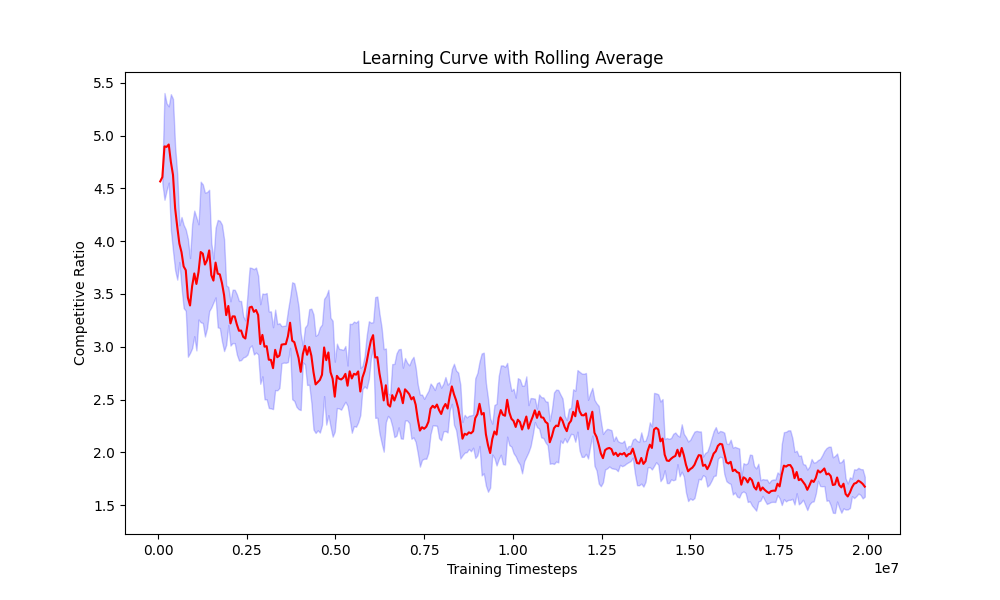 Learning Curve with Rolling Average
Competitive Ratio
5.5
5.0
4.5
4.0
3.5
3.0
2.5
2.0
1.5
0.00 0.25 0.50 0.75 1.00 1.25 1.50 1.75 2.00
1e7
Training Timesteps